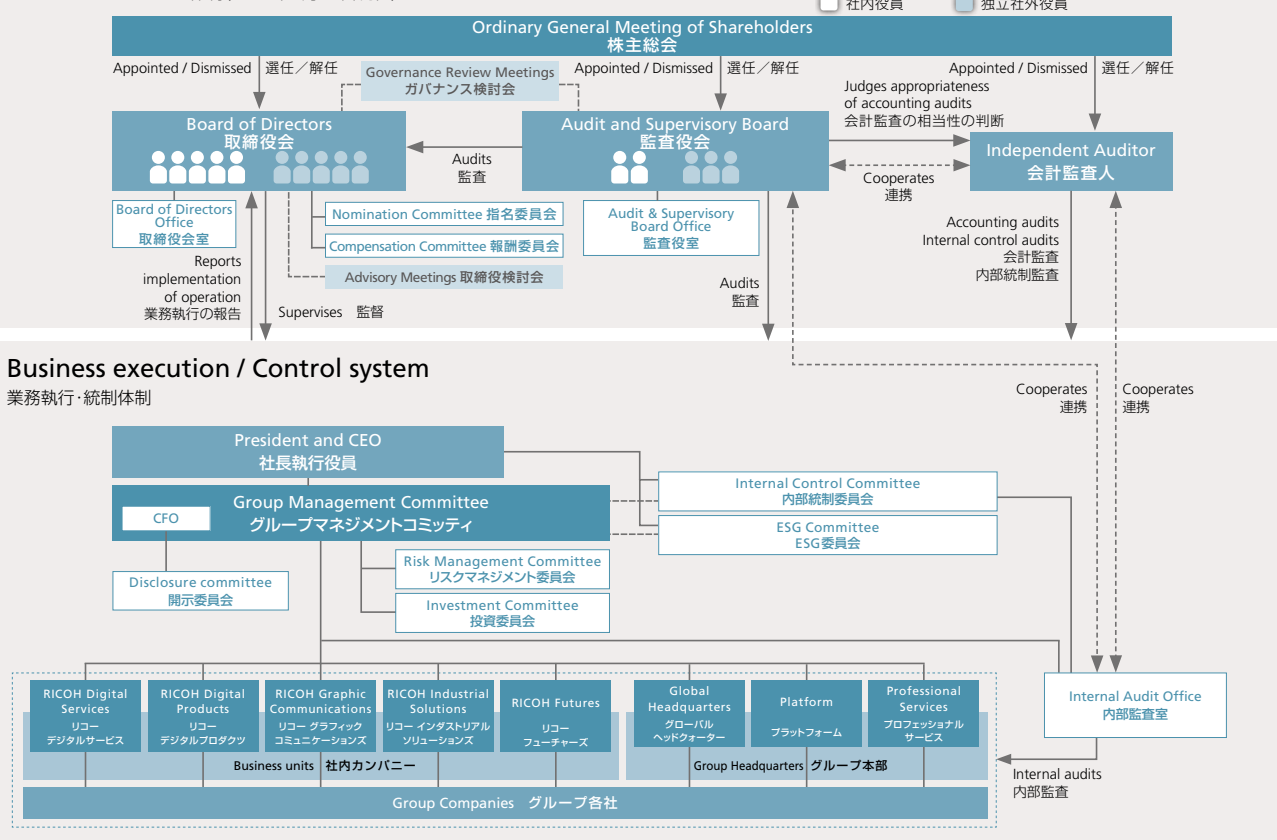 社内役員
独立社外役員
Ordinary General Meeting of Shareholders
株主総会
Appointed / Dismissed
選任／解任
Governance Review Meetings
ガバナンス検討会
Appointed / Dismissed
選任／解任
Appointed / Dismissed
選任／解任
Judges appropriateness
of accounting audits
会計監査の相当性の判断
Board of Directors
取締役会
Audits
監査
Audit and Supervisory Board
監査役会
Cooperates
連携
Independent Auditor
会計監査人
Board of Directors
Office
取締役会室
Nomination Committee 指名委員会
Compensation Committee 報酬委員会
Advisory Meetings 取締役検討会
Audit & Supervisory
Board Office
監査役室
Accounting audits
Internal control audits
会計監査
内部統制監査
Reports
implementation
of operation
業務執行の報告
Supervises 監督
Audits
監査
Business execution / Control system
業務執行・統制体制
Cooperates
連携
Cooperates
連携
President and CEO
社長執行役員
Group Management Committee
グループマネジメントコミッティ
CFO
Internal Control Committee
内部統制委員会
ESG Committee
ESG委員会
Disclosure committee
開示委員会
Risk Management Committee
リスクマネジメント委員会
Investment Committee
投資委員会
RICOH Digital
Services
リコー
デジタルサービス
RICOH Digital
Products
リコー
デジタルプロダクツ
RICOH Graphic
Communications
リコー グラフィック
コミュニケーションズ
RICOH Industrial
Solutions
リコー インダストリアル
ソリューションズ
RICOH Futures
リコー
フューチャーズ
Global
Headquarters
グローバル
ヘッドクォーター
Platform
プラットフォーム
Professional
Services
プロフェッショナル
サービス
Internal Audit Office
内部監査室
Business units 社内カンパニー
Group Headquarters グループ本部
Internal audits
内部監査
Group Companies グループ各社